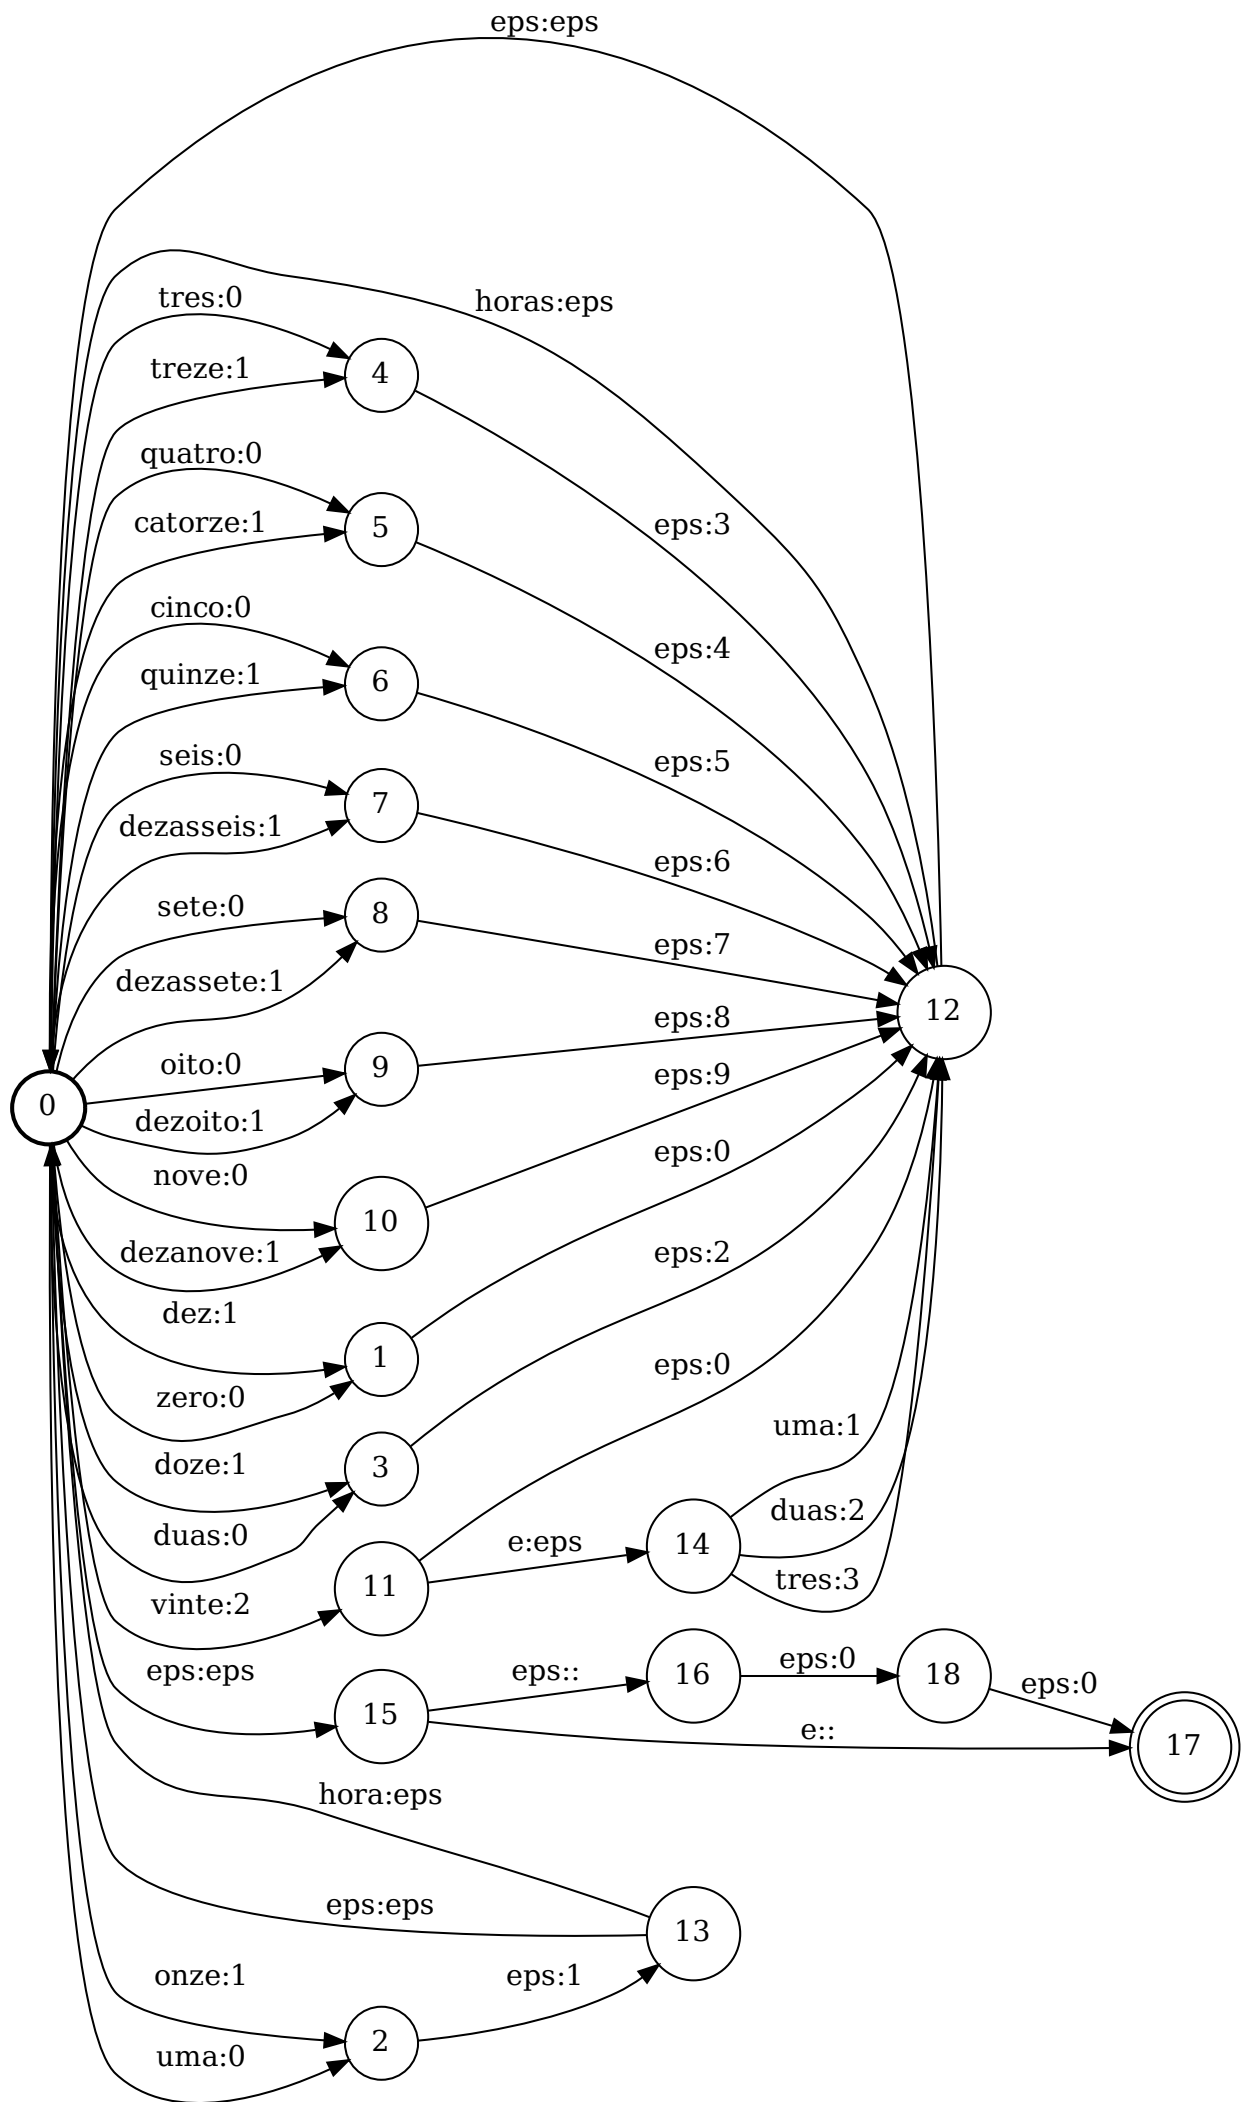 eps:eps
horas:eps
tres:0
treze:1
4
quatro:0
eps:3
catorze:1
5
cinco:0
eps:4
quinze:1
6
seis:0
eps:5
7
dezasseis:1
eps:6
sete:0
8
eps:7
dezassete:1
12
eps:8
oito:0
9
eps:9
0
dezoito:1
eps:0
nove:0
10
dezanove:1
eps:2
dez:1
1
eps:0
zero:0
uma:1
doze:1
3
duas:2
duas:0
e:eps
14
tres:3
11
vinte:2
eps:eps
eps::
16
eps:0
18
eps:0
15
e::
17
hora:eps
eps:eps
13
onze:1
eps:1
2
uma:0